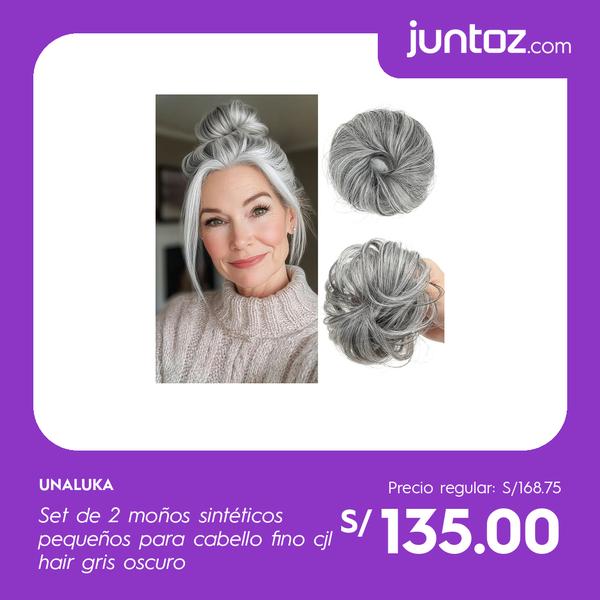 juntoz.com
UNALUKA
Set de 2 moños sintéticos
pequeños para cabello fino cjl
hair gris oscuro
Precio regular: S/168.75
S/ 135.00